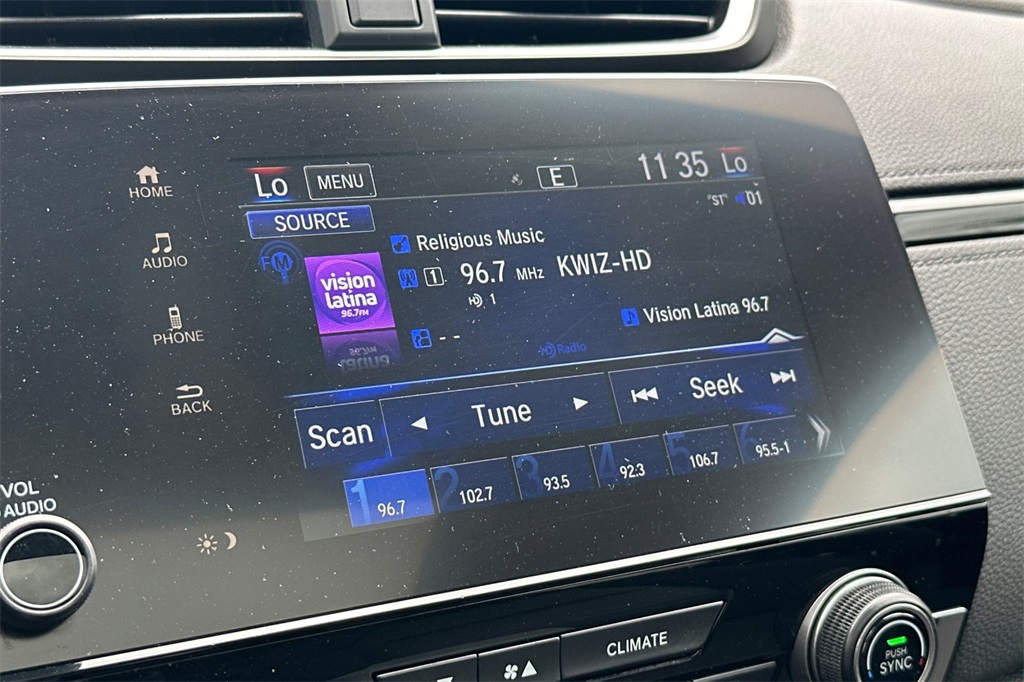 HOME
AUDIO
PHONE
BACK
VOL
AUDIO
Lo MENU E 11 35 Lo
SOURCE "ST" 01
FM
vision
latina
96.7FM
Religious Music
1 96.7 MHz KWIZ-HD
HD 1
Vision Latina 96.7
--
HD Radio
Scan Tune Seek
1 96.7
2 102.7
3 93.5
4 92.3
5 106.7
6 95.5-1
CLIMATE
PUSH
SYNC